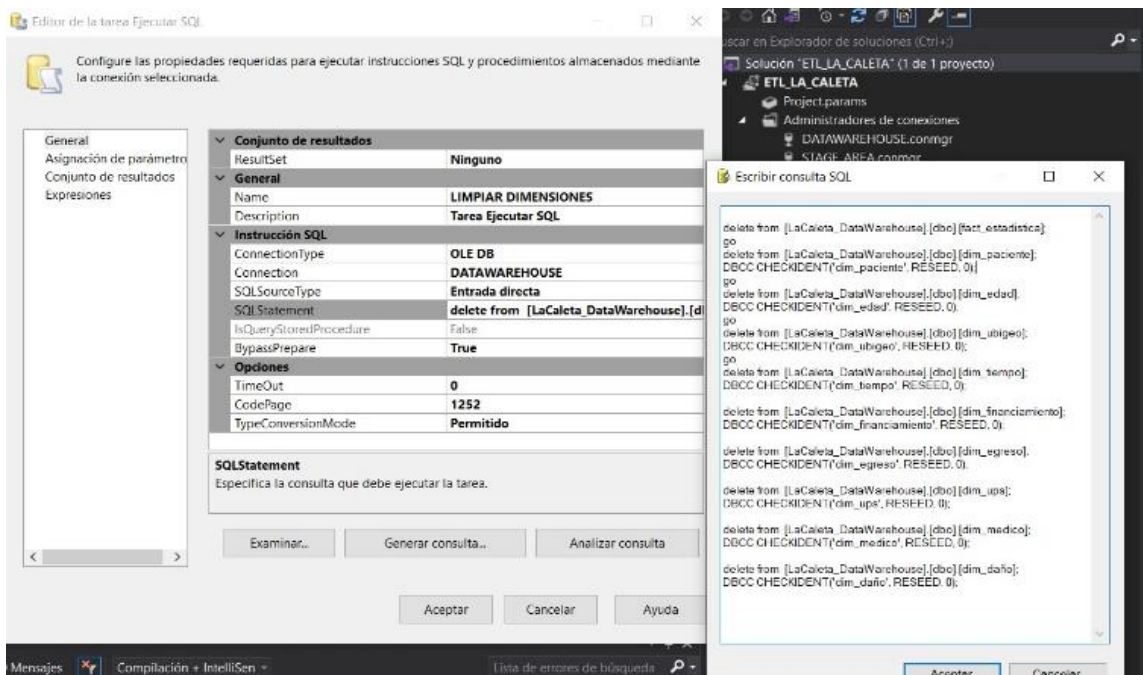 Editor de la tarea Ejecutar SQL
Configure las propiedades requeridas para ejecutar instrucciones SQL y procedimientos almacenados mediante
la conexión seleccionada.
General
Asignación de parámetro
Conjunto de resultados
Expresiones
Conjunto de resultados
ResultSet Ninguno
General
Name LIMPIAR DIMENSIONES
Description Tarea Ejecutar SQL
Instrucción SQL
ConnectionType OLE DB
Connection DATAWAREHOUSE
SQLSourceType Entrada directa
SQLStatement delete from [LaCaleta_DataWarehouse].[d
IsQueryStoredProcedure False
BypassPrepare True
Opciones
TimeOut 0
CodePage 1252
TypeConversionMode Permitido
SQLStatement
Especifica la consulta que debe ejecutar la tarea.
Examinar... Generar consulta... Analizar consulta
Aceptar Cancelar Ayuda
Mensajes Compilación + IntelliSen
Lista de errores de búsqueda
uscar en Explorador de soluciones (Ctrl+;)
Solución "ETL_LA_CALETA" (1 de 1 proyecto)
ETL_LA_CALETA
Project.params
Administradores de conexiones
DATAWAREHOUSE.conmgr
STAGE_AREA.conmgr
Escribir consulta SQL
delete from [LaCaleta_DataWarehouse].[dbo].[fact_estadistica];
go
delete from [LaCaleta_DataWarehouse].[dbo].[dim_paciente];
DBCC CHECKIDENT('dim_paciente', RESEED, 0);
go
delete from [LaCaleta_DataWarehouse].[dbo].[dim_edad];
DBCC CHECKIDENT('dim_edad', RESEED, 0);
go
delete from [LaCaleta_DataWarehouse].[dbo].[dim_ubigeo];
DBCC CHECKIDENT('dim_ubigeo', RESEED, 0);
go
delete from [LaCaleta_DataWarehouse].[dbo].[dim_tiempo];
DBCC CHECKIDENT('dim_tiempo', RESEED, 0);
delete from [LaCaleta_DataWarehouse].[dbo].[dim_financiamiento];
DBCC CHECKIDENT('dim_financiamiento', RESEED, 0);
delete from [LaCaleta_DataWarehouse].[dbo].[dim_egreso];
DBCC CHECKIDENT('dim_egreso', RESEED, 0);
delete from [LaCaleta_DataWarehouse].[dbo].[dim_ups];
DBCC CHECKIDENT('dim_ups', RESEED, 0);
delete from [LaCaleta_DataWarehouse].[dbo].[dim_medico];
DBCC CHECKIDENT('dim_medico', RESEED, 0);
delete from [LaCaleta_DataWarehouse].[dbo].[dim_daño];
DBCC CHECKIDENT('dim_daño', RESEED, 0);
Aceptar Cancelar